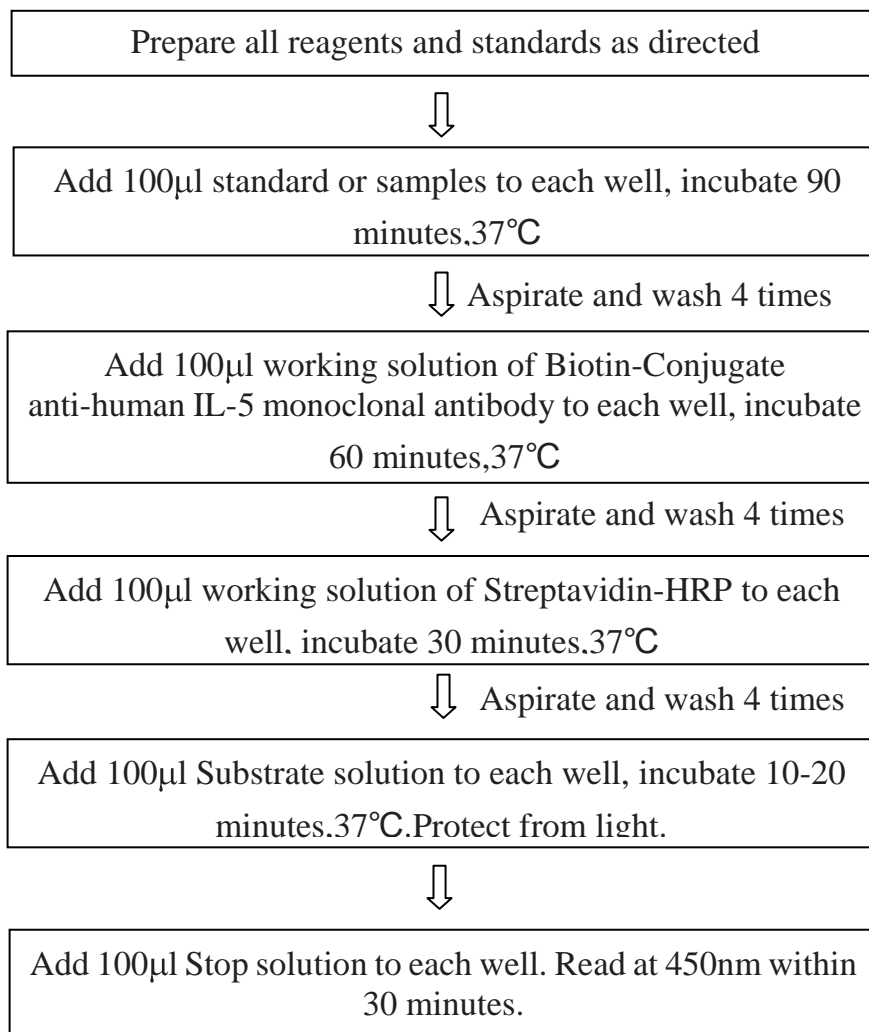 Prepare all reagents and standards as directed
Add 100μl standard or samples to each well, incubate 90
minutes,37℃
Aspirate and wash 4 times
Add 100μl working solution of Biotin-Conjugate
anti-human IL-5 monoclonal antibody to each well, incubate
60 minutes,37℃
Aspirate and wash 4 times
Add 100μl working solution of Streptavidin-HRP to each
well, incubate 30 minutes,37℃
Aspirate and wash 4 times
Add 100μl Substrate solution to each well, incubate 10-20
minutes,37℃.Protect from light.
Add 100μl Stop solution to each well. Read at 450nm within
30 minutes.